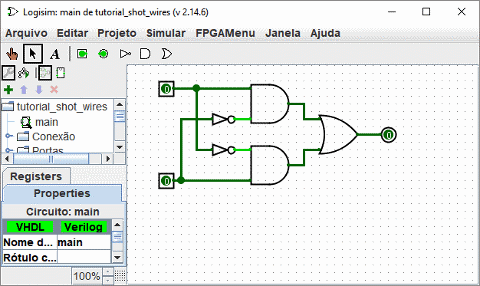 Logisim: main de tutorial_shot_wires (v 2.14.6)
Arquivo Editar Projeto Simular FPGAMenu Janela Ajuda
A
tutorial_shot_wires
main
Conexão
Portas
Registers
Properties
Circuito: main
VHDL Verilog
Nome d... main
Rótulo c...
100%
0
0
0